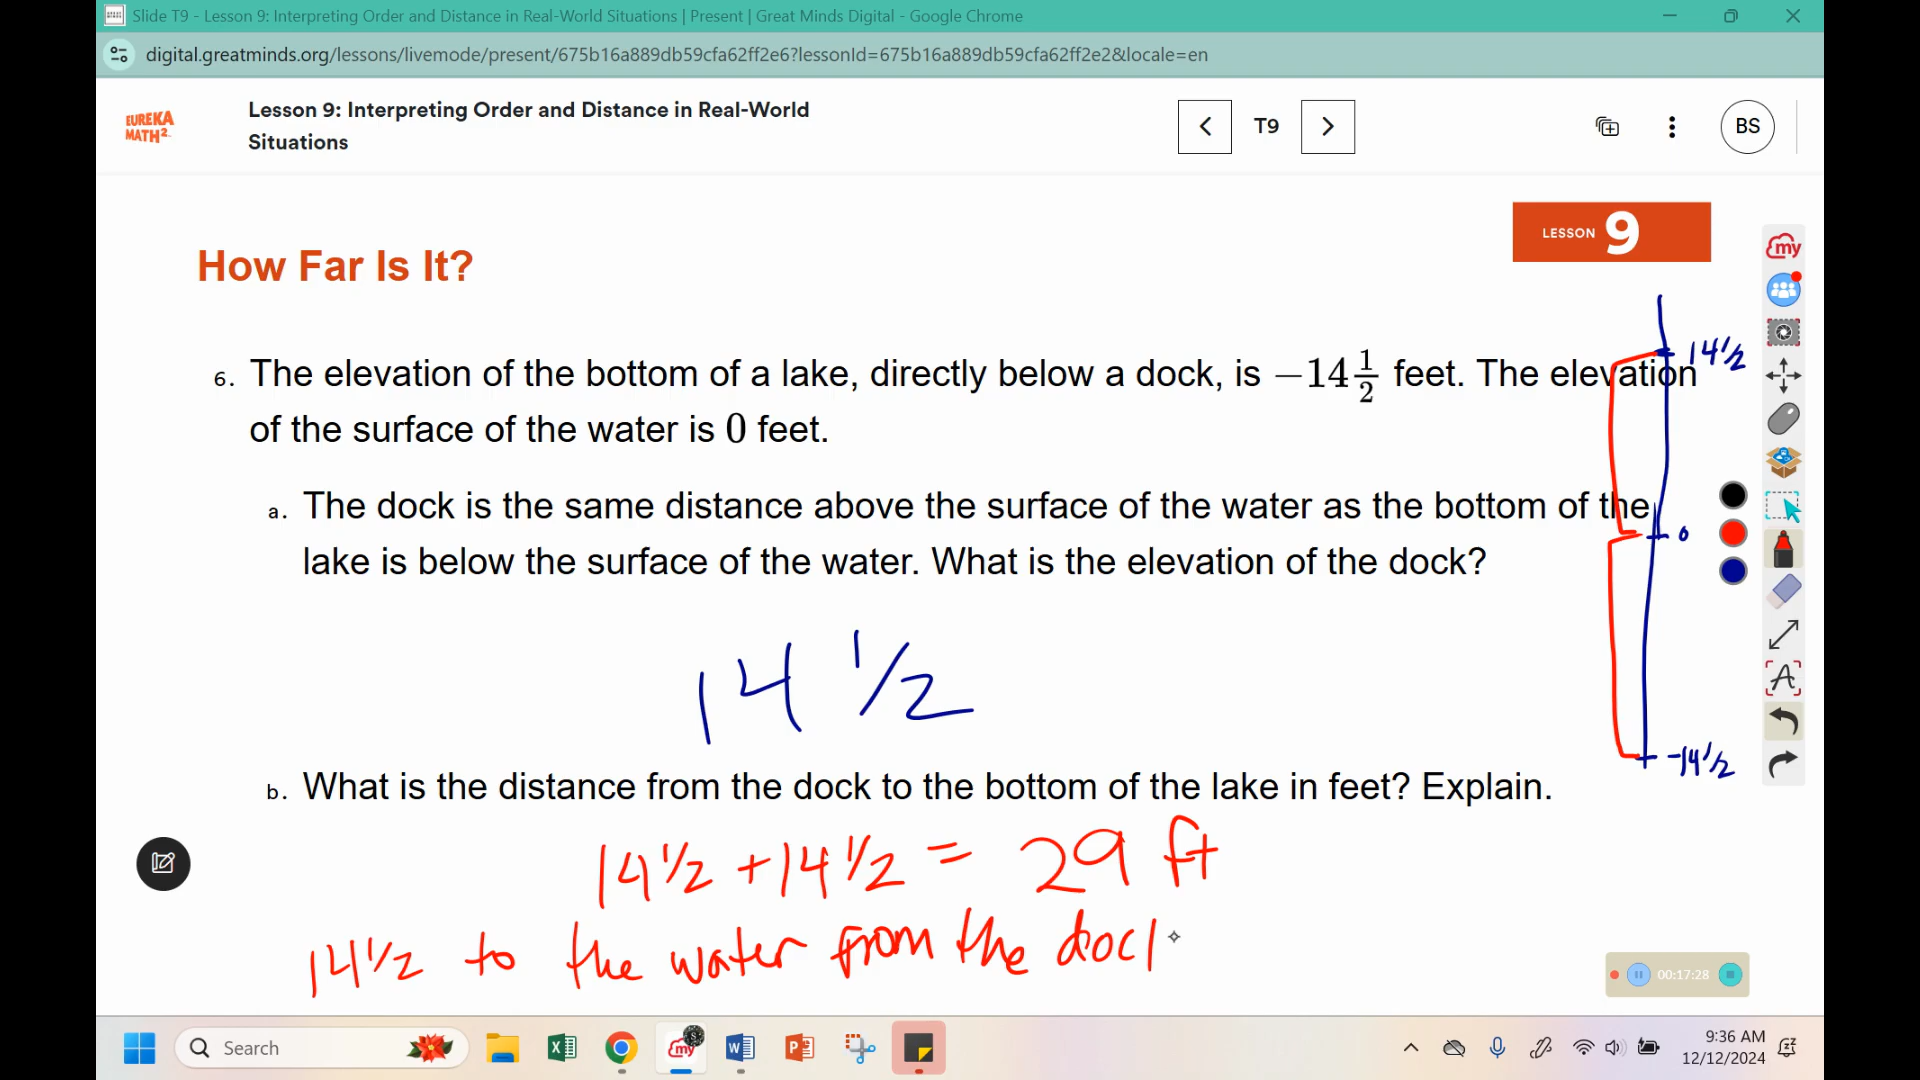 Slide T9 - Lesson 9: Interpreting Order and Distance in Real-World Situations | Present | Great Minds Digital - Google Chrome
digital.greatminds.org/lessons/livemode/present/675b16a889db59cfa62ff2e6?lessonId=675b16a889db59cfa62ff2e2&locale=en
EUREKA
MATH²
Lesson 9: Interpreting Order and Distance in Real-World
Situations
T9
BS
LESSON 9
my
How Far Is It?
14 1/2
6. The elevation of the bottom of a lake, directly below a dock, is −14 1/2 feet. The elevation
of the surface of the water is 0 feet.
a. The dock is the same distance above the surface of the water as the bottom of the
0
lake is below the surface of the water. What is the elevation of the dock?
A
14 1/2
-14 1/2
b. What is the distance from the dock to the bottom of the lake in feet? Explain.
14 1/2 + 14 1/2 = 29 ft
14 1/2 to the water from the doc
00:17:28
Search
my
9:36 AM
12/12/2024